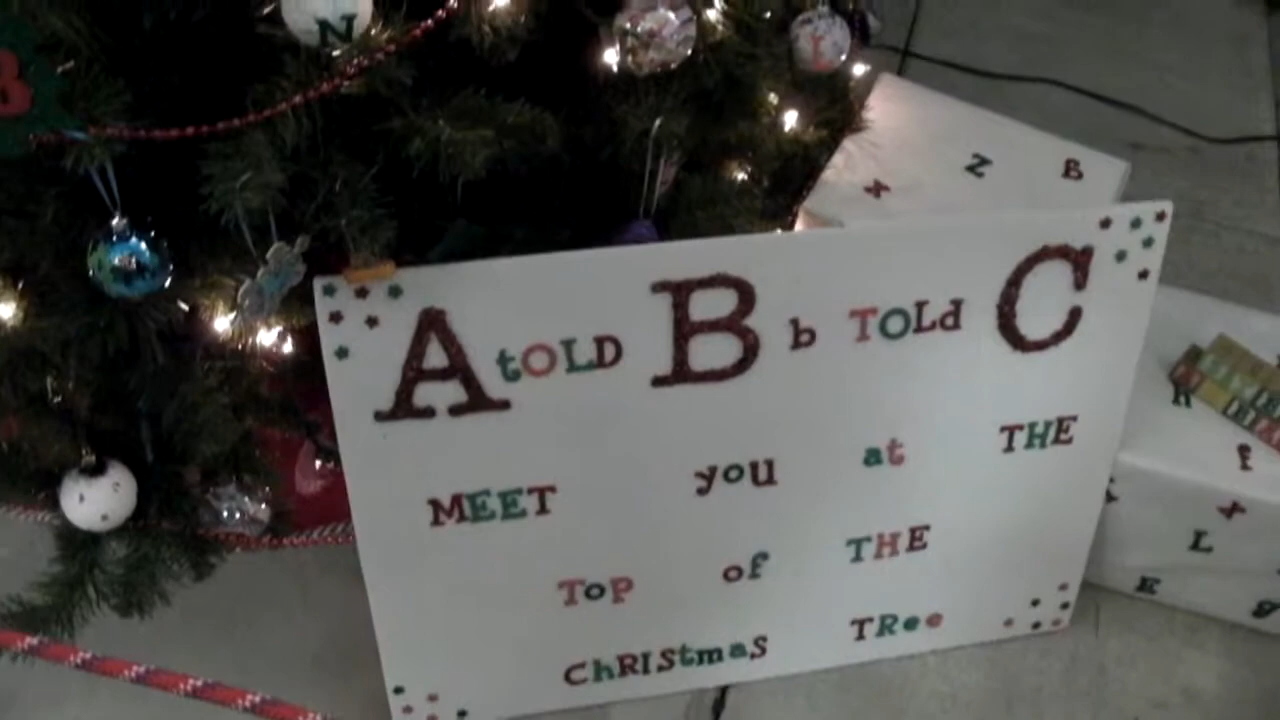 A tOLD B b TOLd C
MEET you at THE
Top of THE
ChRIStmaS TRee
N
B
L
X Z B
R
f
X
L
E